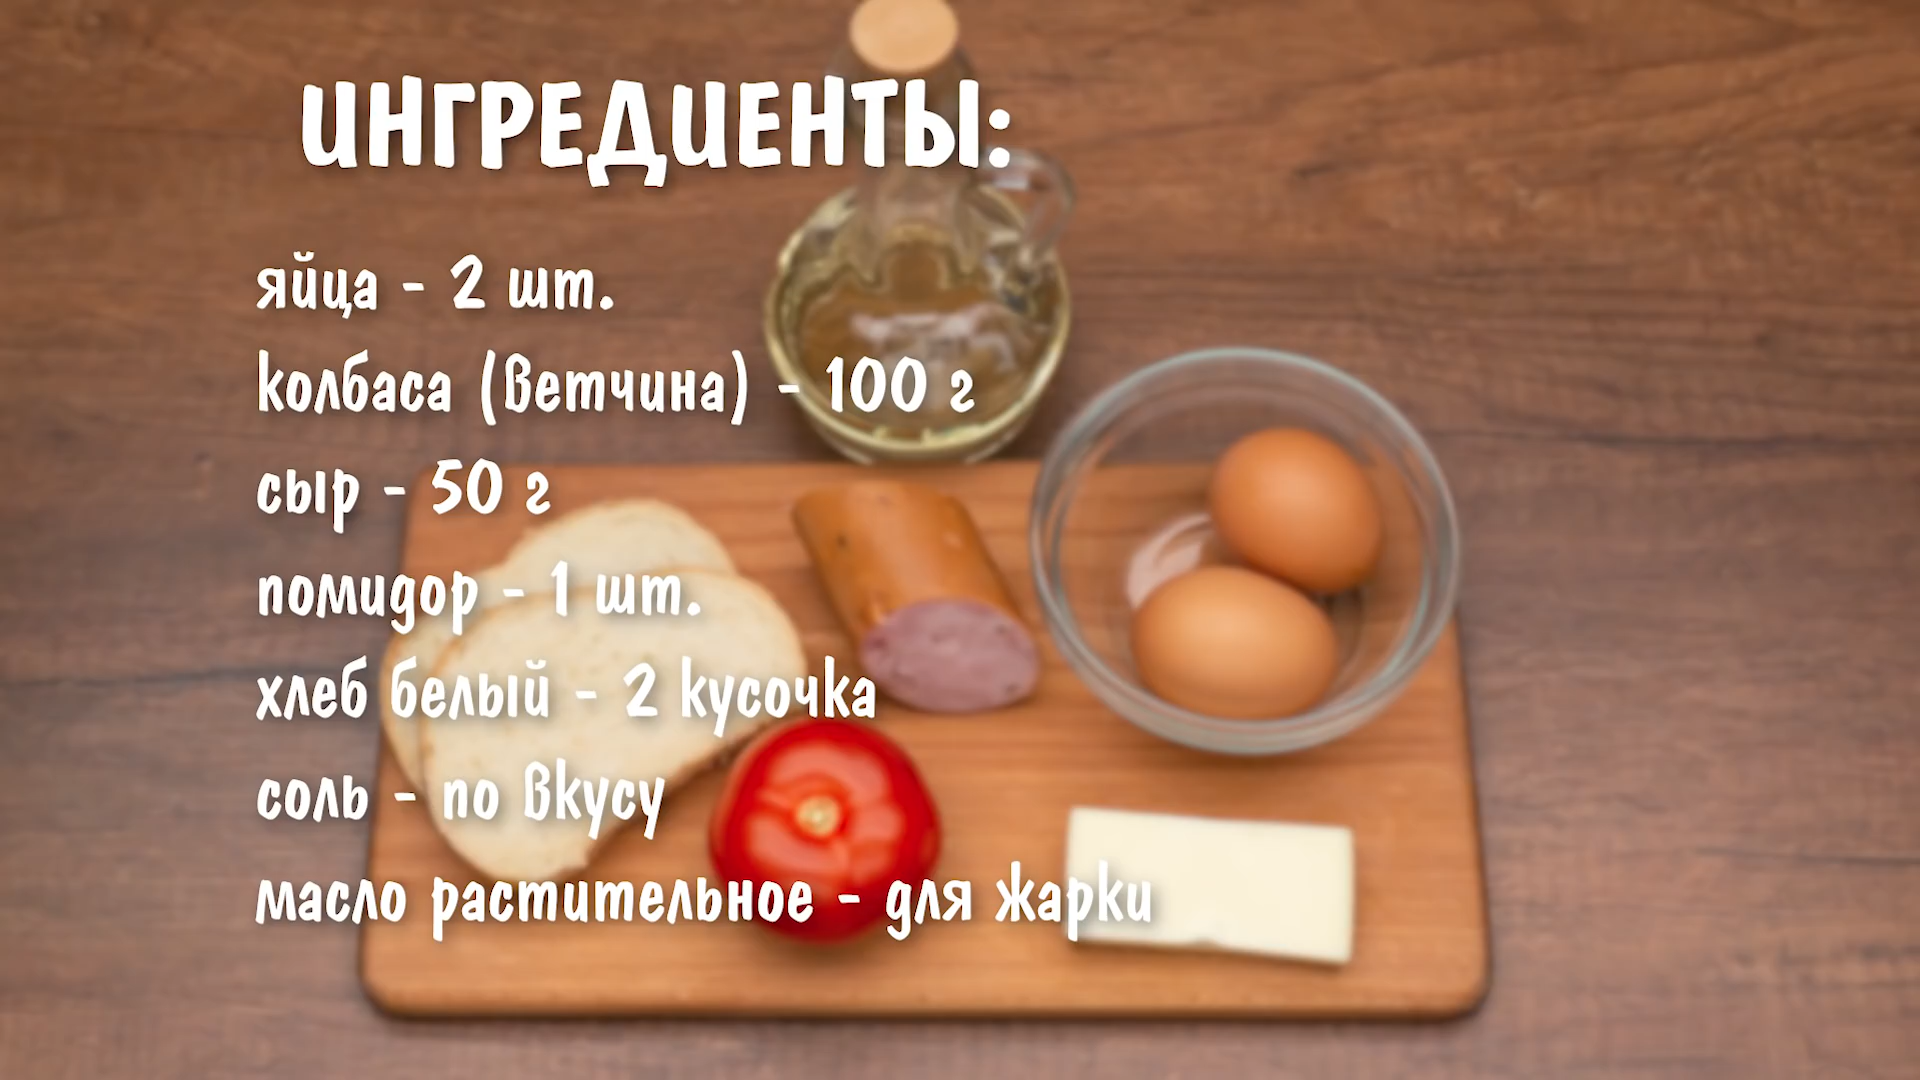 ИНГРЕДИЕНТЫ:
яйца - 2 шт.
колбаса (ветчина) - 100 г
сыр - 50 г
помидор - 1 шт.
хлеб белый - 2 кусочка
соль - по вкусу
масло растительное - для жарки